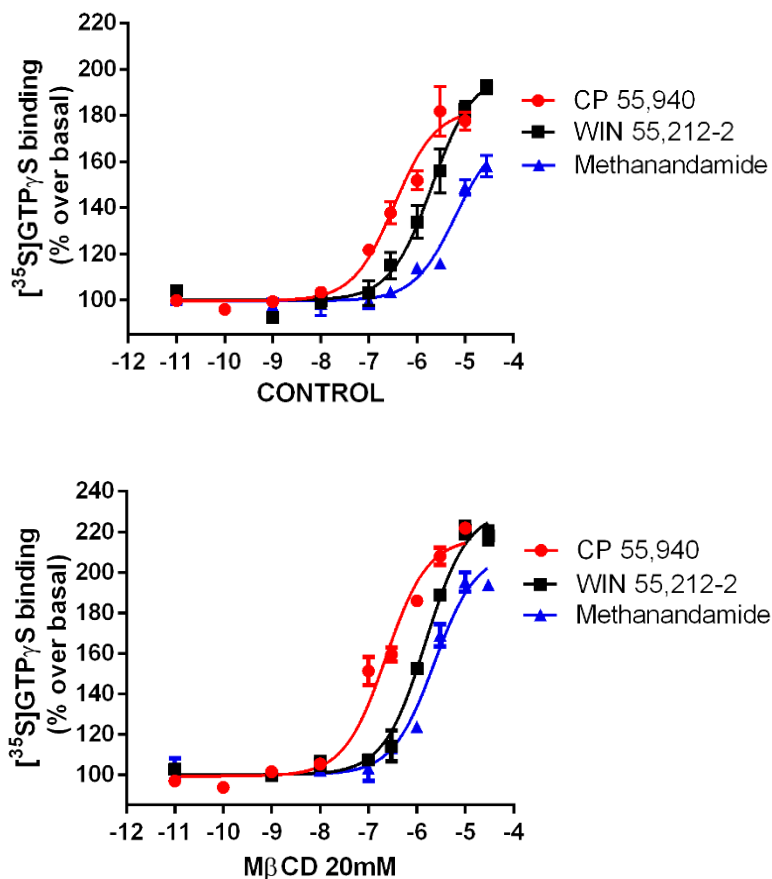 220
200
180
160
140
120
100
[³⁵S]GTPγS binding
(% over basal)
-12 -11 -10 -9 -8 -7 -6 -5 -4
CONTROL
CP 55,940
WIN 55,212-2
Methanandamide
240
220
200
180
160
140
120
100
[³⁵S]GTPγS binding
(% over basal)
-12 -11 -10 -9 -8 -7 -6 -5 -4
MβCD 20mM
CP 55,940
WIN 55,212-2
Methanandamide